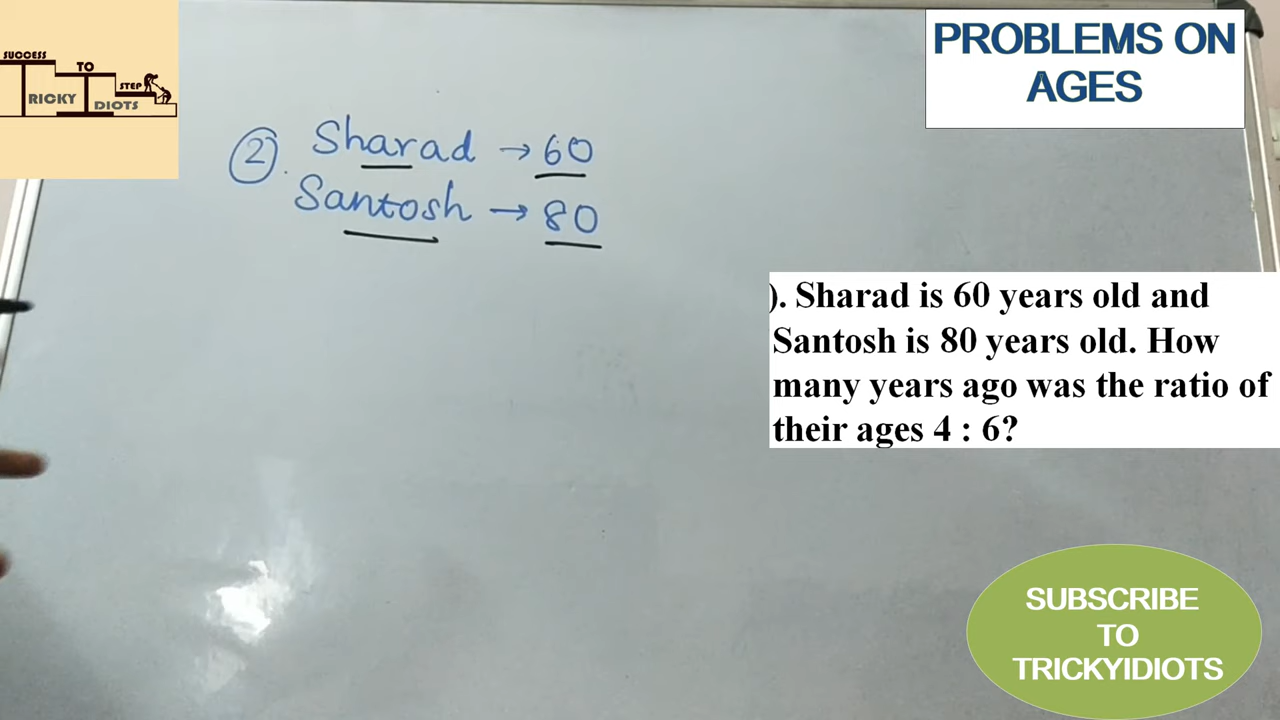 SUCCESS
TO
STEP
RICKY
DIOTS
PROBLEMS ON
AGES
2. Sharad → 60
Santosh → 80
). Sharad is 60 years old and
Santosh is 80 years old. How
many years ago was the ratio of
their ages 4 : 6?
SUBSCRIBE
TO
TRICKYIDIOTS